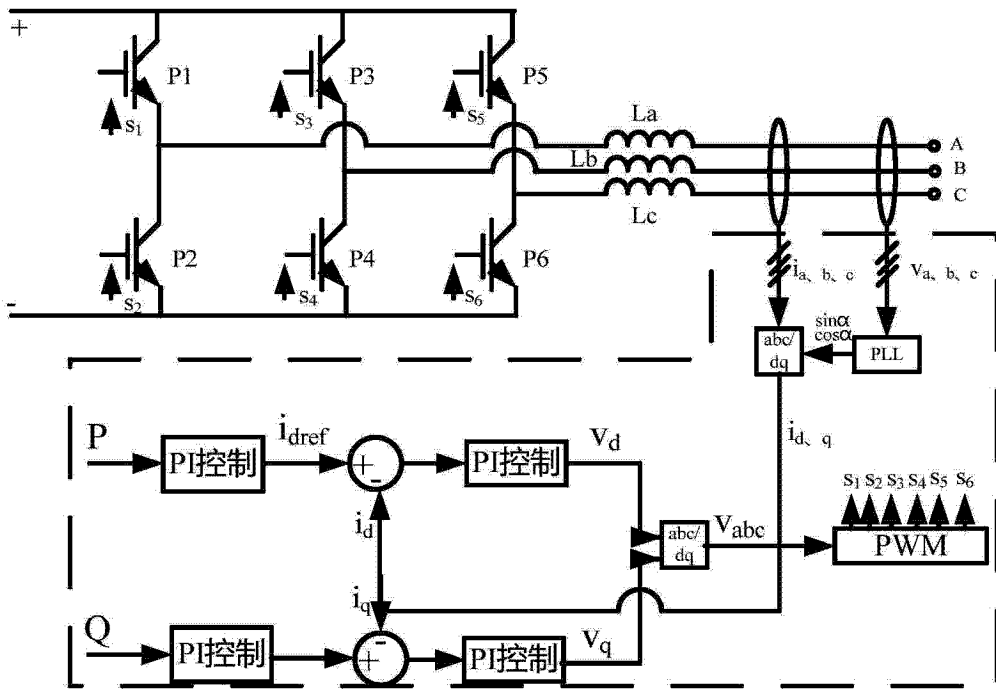 +
P1
P3
P5
s1
s3
s5
La
A
Lb
B
C
Lc
P2
P4
P6
s2
s4
s6
-
ia、b、c
va、b、c
sinα
cosα
abc/
dq
PLL
P
PI控制
idref
+
-
PI控制
vd
id、q
id
s1 s2 s3 s4 s5 s6
abc/
dq
vabc
PWM
iq
Q
PI控制
-
+
PI控制
vq